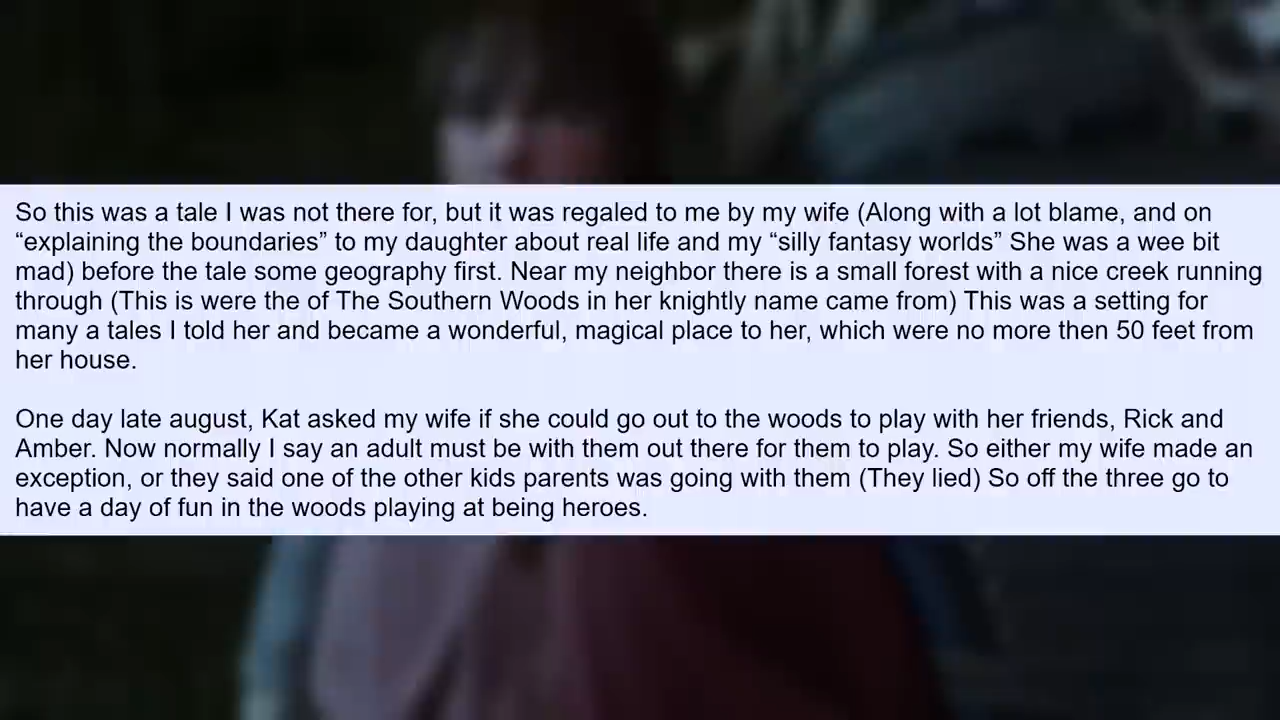 So this was a tale I was not there for, but it was regaled to me by my wife (Along with a lot blame, and on
“explaining the boundaries” to my daughter about real life and my “silly fantasy worlds” She was a wee bit
mad) before the tale some geography first. Near my neighbor there is a small forest with a nice creek running
through (This is were the of The Southern Woods in her knightly name came from) This was a setting for
many a tales I told her and became a wonderful, magical place to her, which were no more then 50 feet from
her house.
One day late august, Kat asked my wife if she could go out to the woods to play with her friends, Rick and
Amber. Now normally I say an adult must be with them out there for them to play. So either my wife made an
exception, or they said one of the other kids parents was going with them (They lied) So off the three go to
have a day of fun in the woods playing at being heroes.